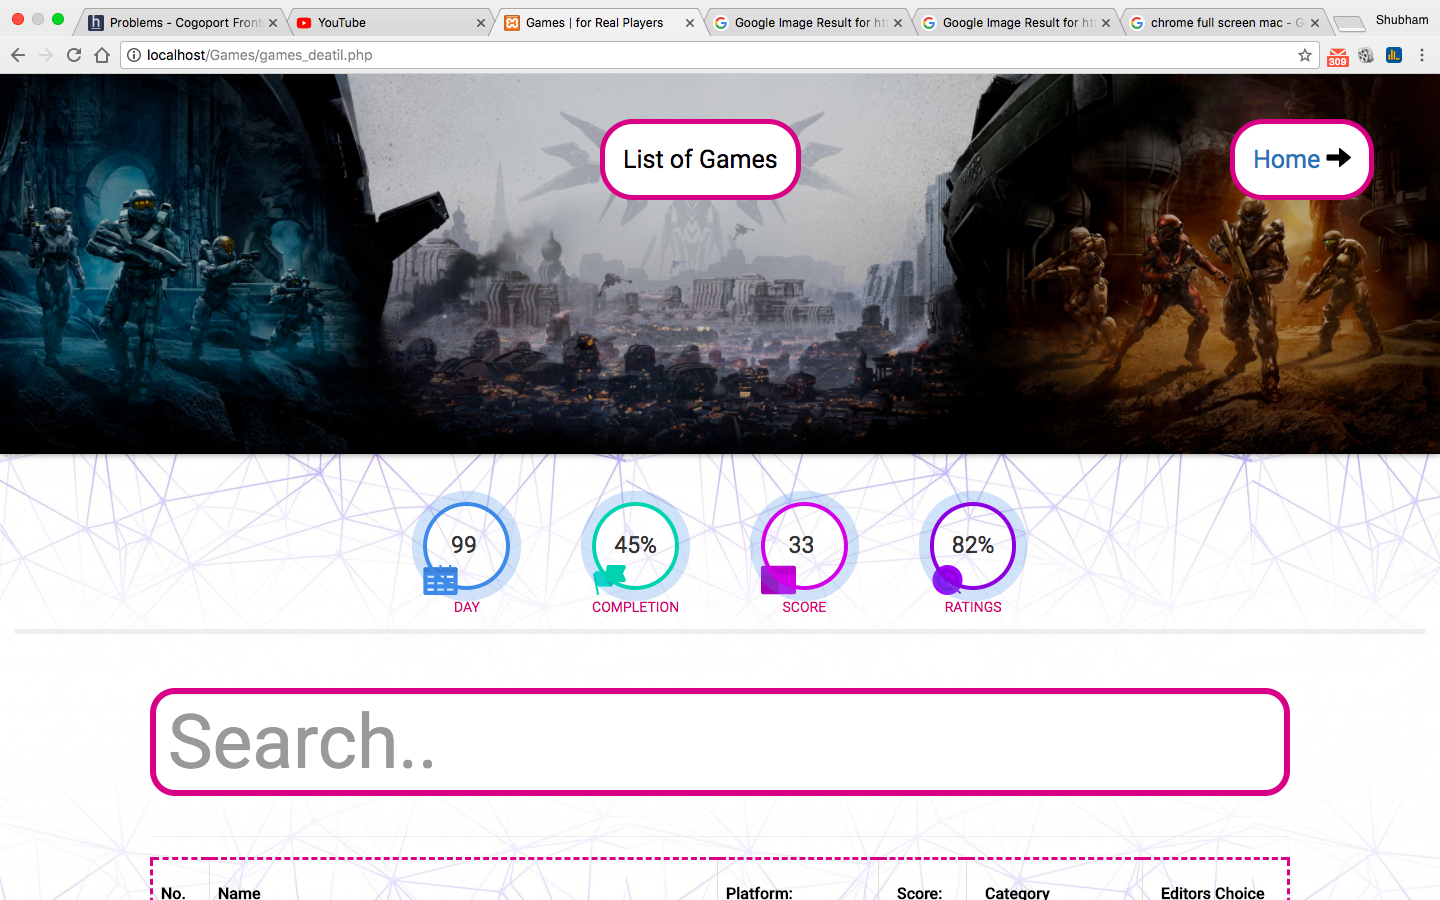 Problems - Cogoport Front
YouTube
Games | for Real Players
Google Image Result for htt
Google Image Result for htt
chrome full screen mac - G
Shubham
localhost/Games/games_deatil.php
309
List of Games
Home
99
45%
33
82%
DAY
COMPLETION
SCORE
RATINGS
Search..
No.
Name
Platform:
Score:
Category
Editors Choice